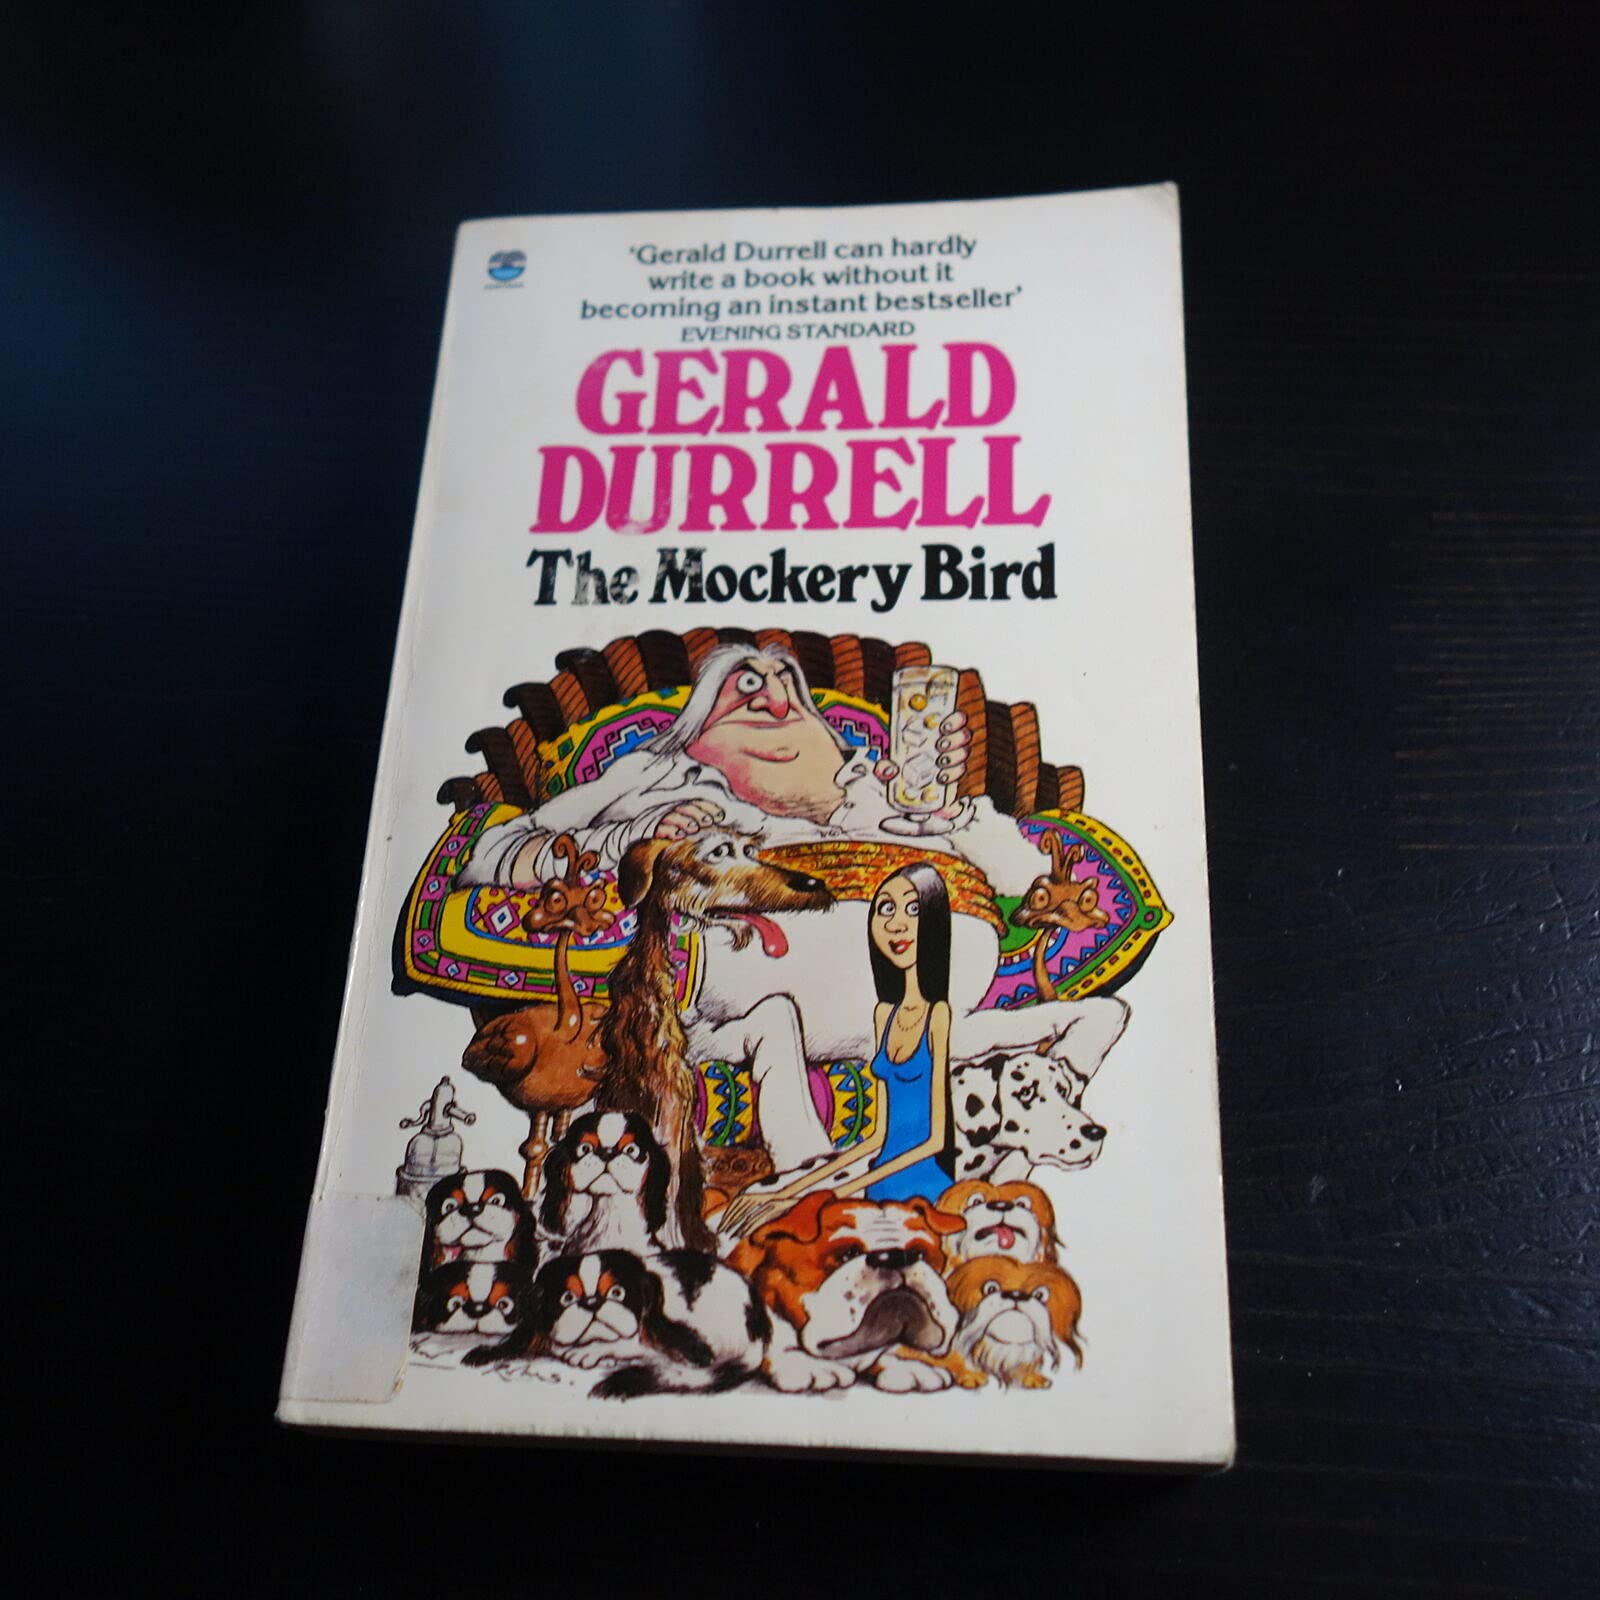 ‘Gerald Durrell can hardly
write a book without it
becoming an instant bestseller’
EVENING STANDARD
GERALD
DURRELL
The Mockery Bird